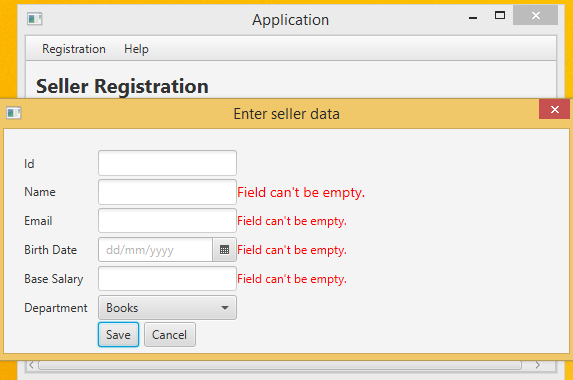 Application
Registration Help
Seller Registration
Enter seller data
Id
Name Field can't be empty.
Email Field can't be empty.
Birth Date dd/mm/yyyy Field can't be empty.
Base Salary Field can't be empty.
Department Books
Save Cancel